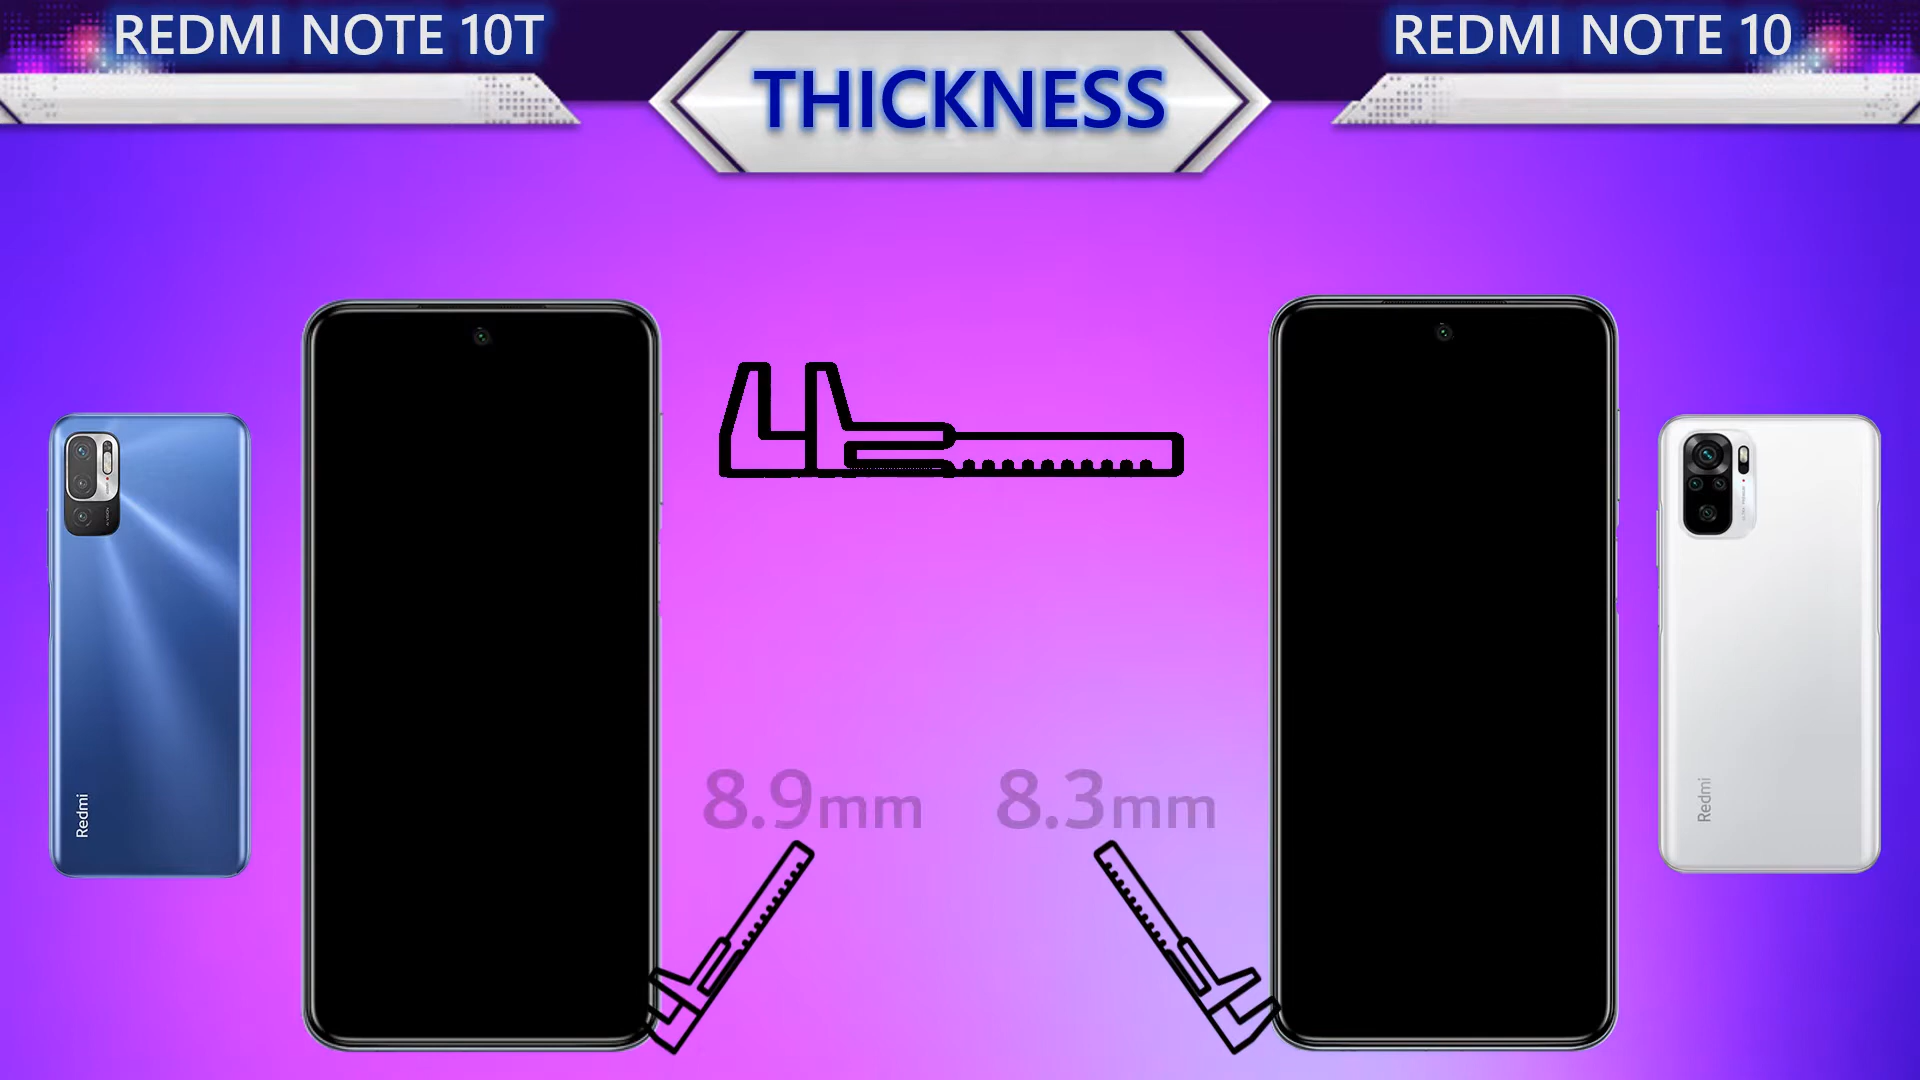 REDMI NOTE 10T
REDMI NOTE 10
THICKNESS
8.9mm
8.3mm
Redmi
Redmi